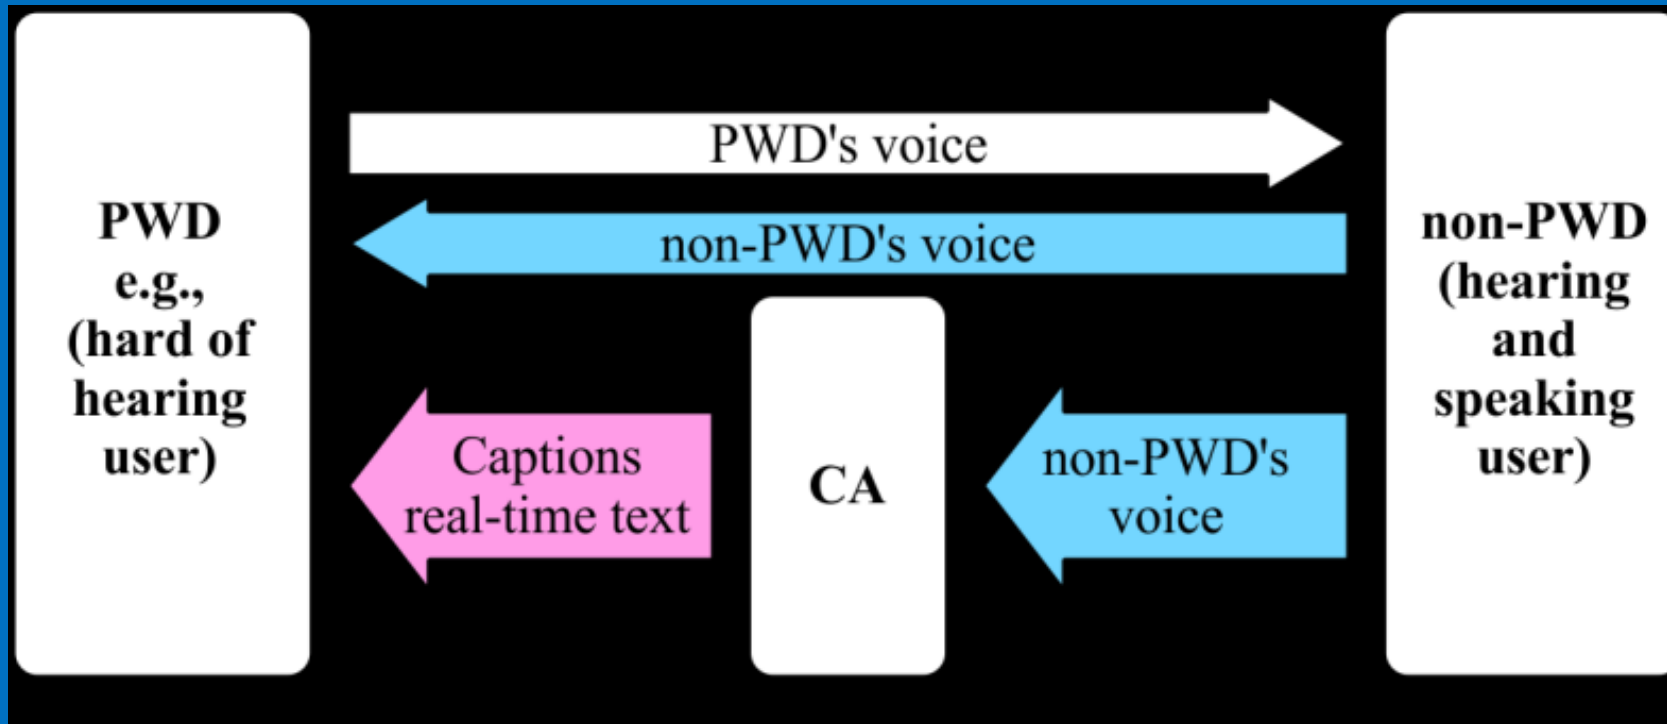 PWD
e.g.,
(hard of
hearing
user)
PWD's voice
non-PWD's voice
Captions
real-time text
CA
non-PWD's
voice
non-PWD
(hearing
and
speaking
user)